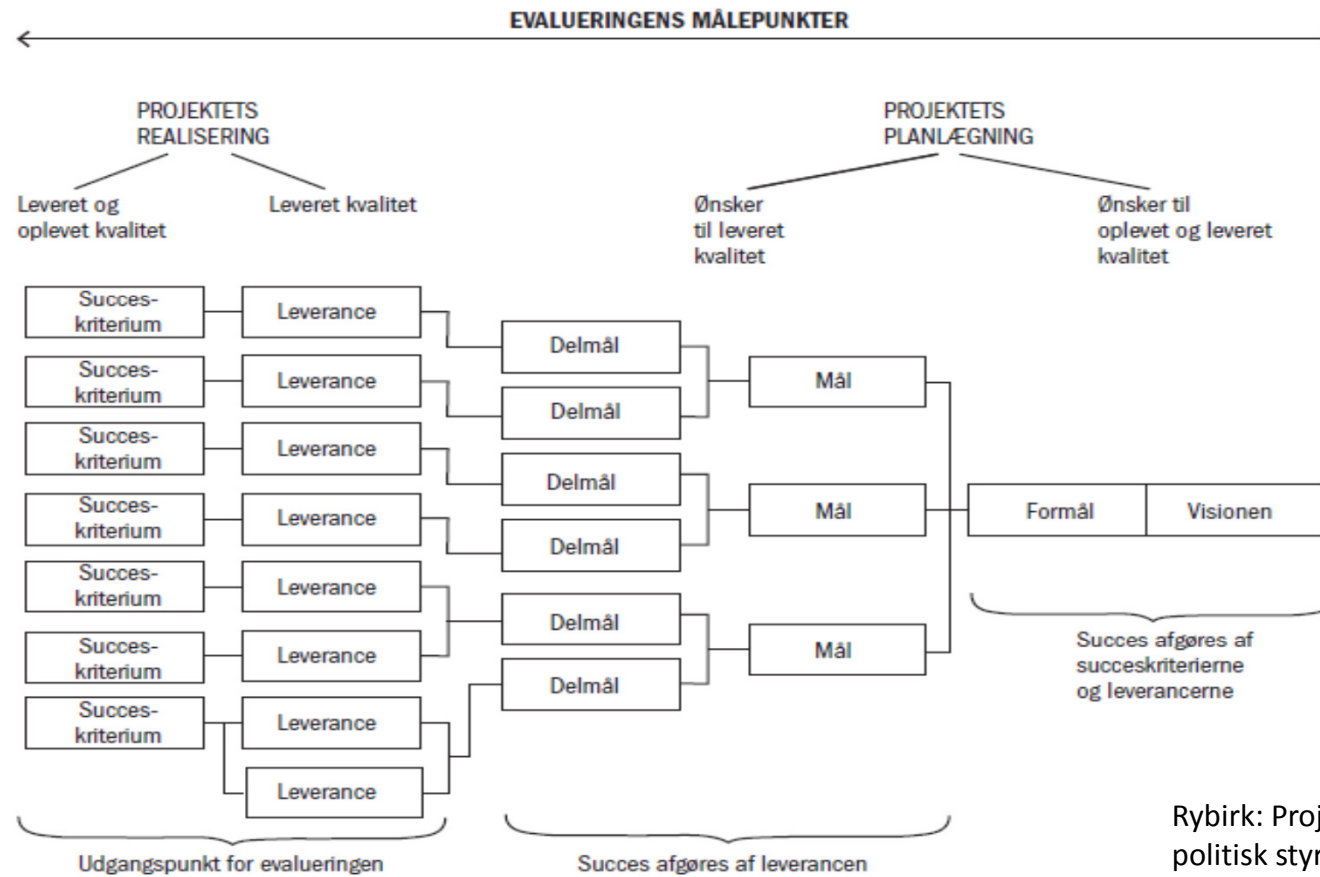 EVALUERINGENS MÅLEPUNKTER
PROJEKTETS
REALISERING
PROJEKTETS
PLANLÆGNING
Leveret og
oplevet kvalitet
Leveret kvalitet
Ønsker
til leveret
kvalitet
Ønsker til
oplevet og leveret
kvalitet
Succes-
kriterium
Leverance
Succes-
kriterium
Leverance
Succes-
kriterium
Leverance
Succes-
kriterium
Leverance
Succes-
kriterium
Leverance
Succes-
kriterium
Leverance
Succes-
kriterium
Leverance
Leverance
Delmål
Delmål
Delmål
Delmål
Delmål
Delmål
Mål
Mål
Mål
Formål
Visionen
Succes afgøres af
succeskriterierne
og leverancerne
Udgangspunkt for evalueringen
Succes afgøres af leverancen
Rybirk: Proj
politisk styr